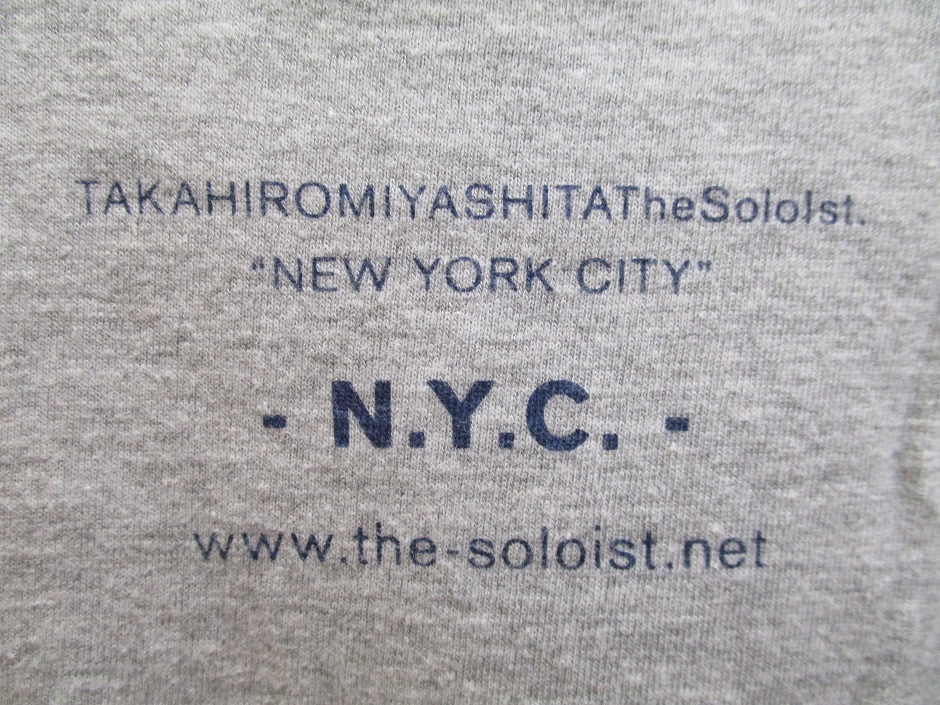 TAKAHIROMIYASHITATheSoloIst.
"NEW YORK CITY"
- N.Y.C. -
www.the-soloist.net